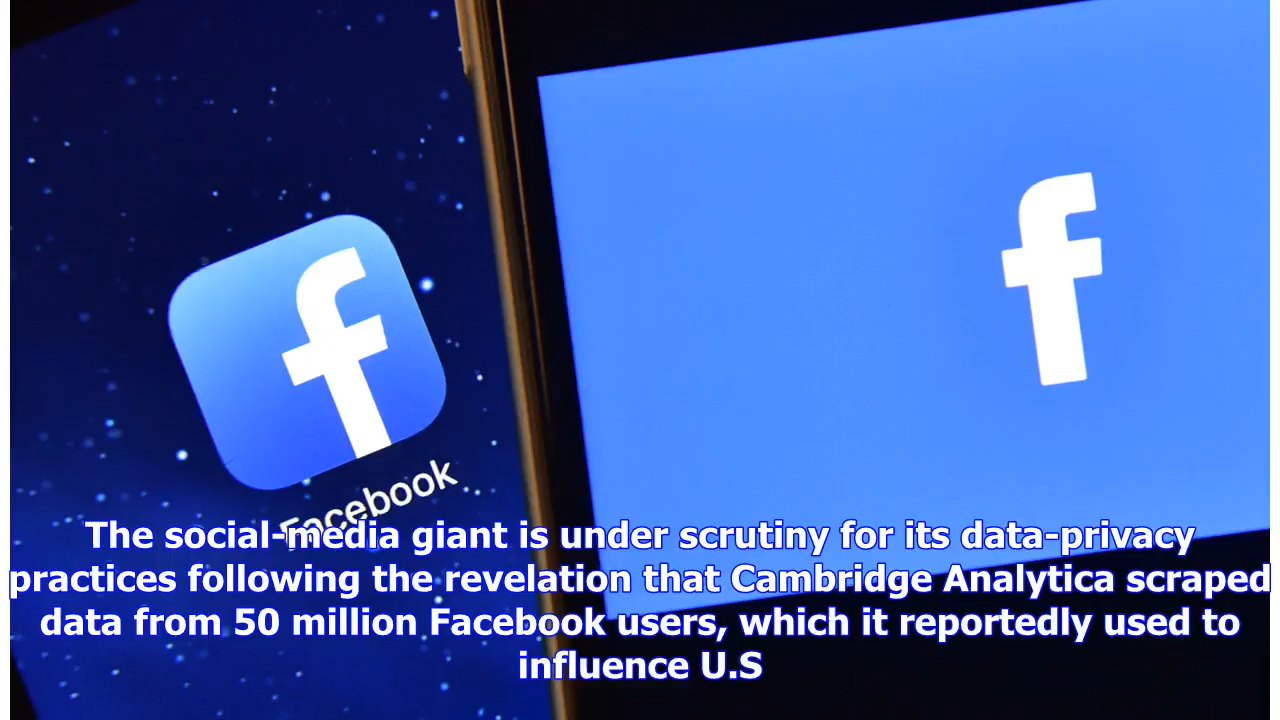 Facebook
The social-media giant is under scrutiny for its data-privacy
practices following the revelation that Cambridge Analytica scraped
data from 50 million Facebook users, which it reportedly used to
influence U.S